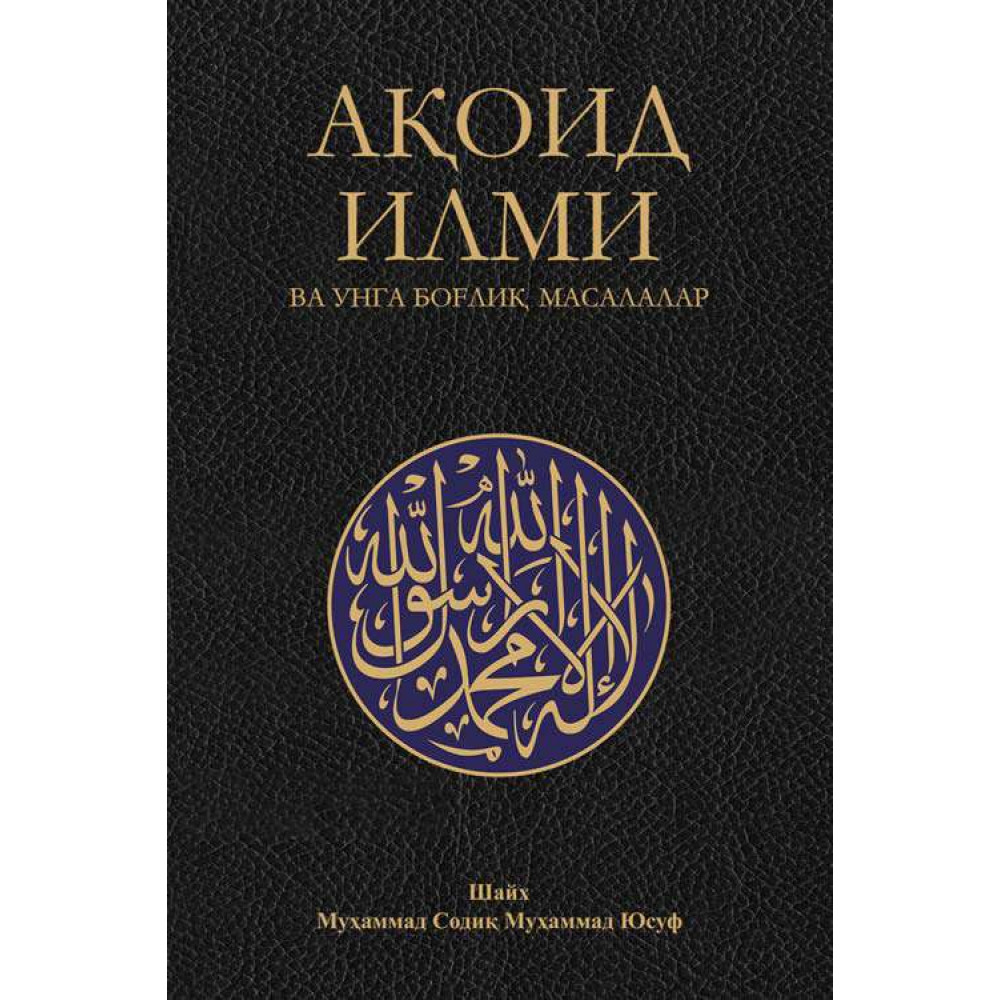 АҚОИД
ИЛМИ
ВА УНГА БОҒЛИҚ МАСАЛАЛАР
لا إله إلا الله محمد رسول الله
Шайх
Муҳаммад Содиқ Муҳаммад Юсуф